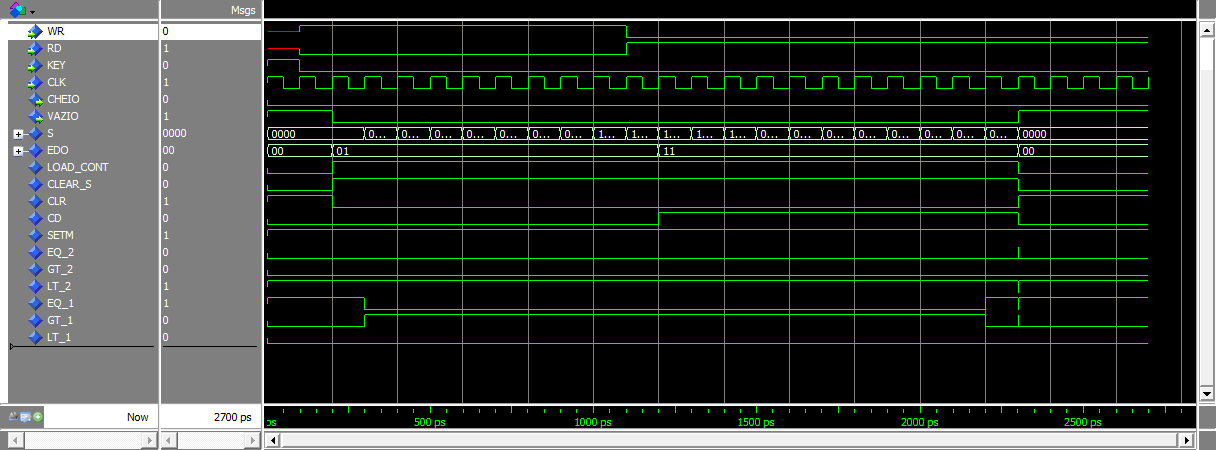 Msgs
WR 0
RD 1
KEY 0
CLK 1
CHEIO 0
VAZIO 1
S 0000 0000 0... 0... 0... 0... 0... 0... 0... 1... 1... 1... 1... 1... 0... 0... 0... 0... 0... 0... 0... 0... 0000
EDO 00 00 01 11 00
LOAD_CONT 0
CLEAR_S 0
CLR 1
CD 0
SETM 1
EQ_2 0
GT_2 0
LT_2 1
EQ_1 1
GT_1 0
LT_1 0
Now 2700 ps ps 500 ps 1000 ps 1500 ps 2000 ps 2500 ps